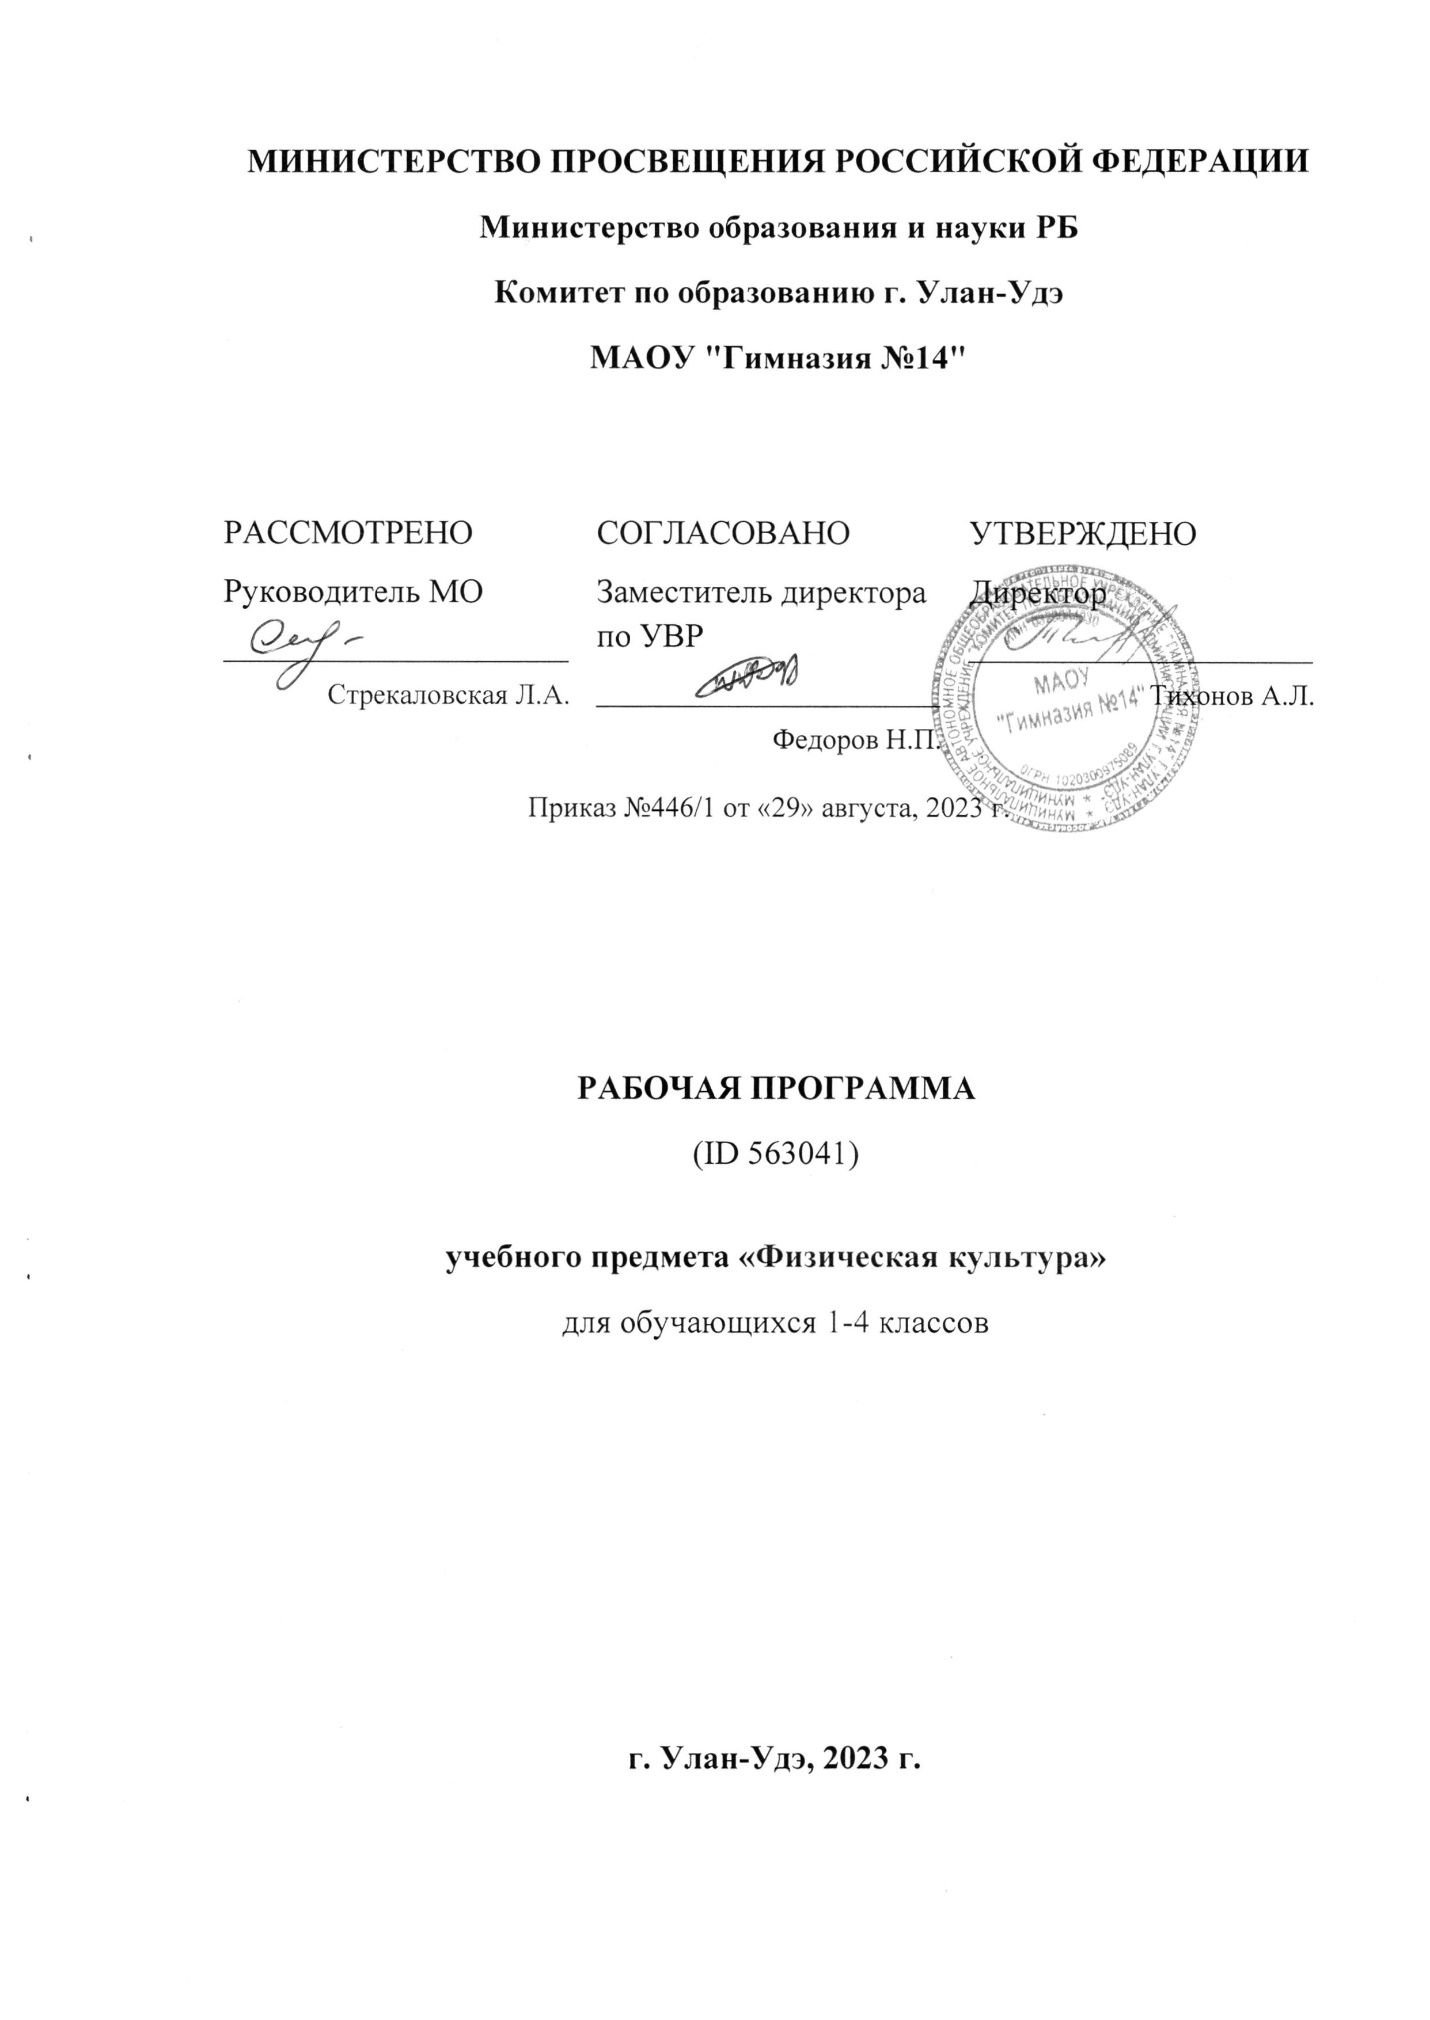 МИНИСТЕРСТВО ПРОСВЕЩЕНИЯ РОССИЙСКОЙ ФЕДЕРАЦИИ
Министерство образования и науки РБ
Комитет по образованию г. Улан-Удэ
МАОУ "Гимназия №14"
РАССМОТРЕНО
Руководитель МО
Стрекаловская Л.А.
СОГЛАСОВАНО
Заместитель директора
по УВР
Федоров Н.П.
УТВЕРЖДЕНО
Директор
Тихонов А.Л.
МАОУ
"Гимназия №14"
ОГРН 1020300975089
Приказ №446/1 от «29» августа, 2023 г.
РАБОЧАЯ ПРОГРАММА
(ID 563041)
учебного предмета «Физическая культура»
для обучающихся 1-4 классов
г. Улан-Удэ, 2023 г.